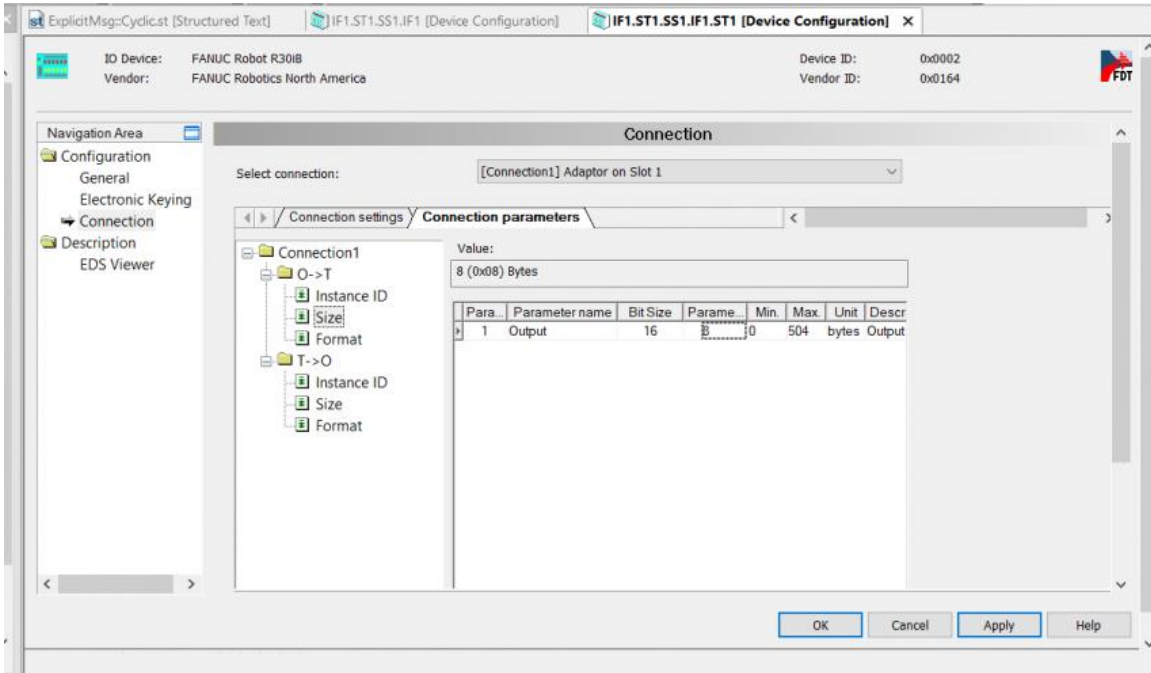 st ExplicitMsg::Cyclic.st [Structured Text] IF1.ST1.SS1.IF1 [Device Configuration] IF1.ST1.SS1.IF1.ST1 [Device Configuration] X
IO Device: FANUC Robot R30iB Device ID: 0x0002
Vendor: FANUC Robotics North America Vendor ID: 0x0164
FDT
Navigation Area Connection
Configuration
General
Electronic Keying
Connection
Description
EDS Viewer
Select connection: [Connection1] Adaptor on Slot 1
Connection settings Connection parameters
Connection1
O->T
Instance ID
Size
Format
T->O
Instance ID
Size
Format
Value:
8 (0x08) Bytes
Para... Parameter name Bit Size Parame... Min. Max. Unit Descr
1 Output 16 8 0 504 bytes Output
OK Cancel Apply Help